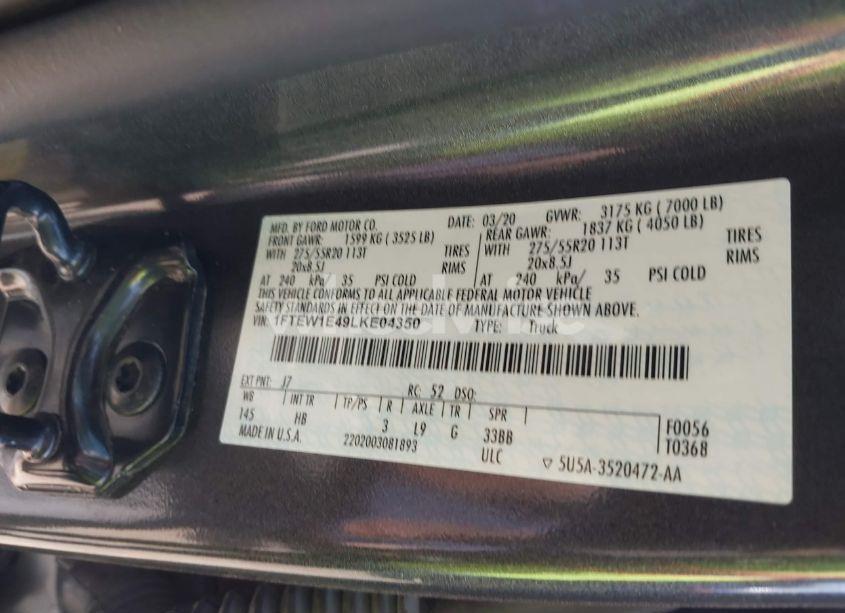 MFD. BY FORD MOTOR CO. DATE: 03/20 GVWR: 3175 KG ( 7000 LB)
FRONT GAWR: 1599 KG ( 3525 LB) REAR GAWR: 1837 KG ( 4050 LB)
WITH 275/55R20 113T TIRES WITH 275/55R20 113T TIRES
20x8.5J RIMS 20x8.5J RIMS
AT 240 kPa/ 35 PSI COLD AT 240 kPa/ 35 PSI COLD
THIS VEHICLE CONFORMS TO ALL APPLICABLE FEDERAL MOTOR VEHICLE
SAFETY STANDARDS IN EFFECT ON THE DATE OF MANUFACTURE SHOWN ABOVE.
VIN: 1FTEW1E49LKE04350 TYPE: Truck
EXT PNT: J7 RC: 52 DSO:
WB INT TR TP/PS R AXLE TR SPR
145 HB 3 L9 G 33BB F0056
MADE IN U.S.A. 2202003081893 ULC T0368
▽ 5U5A-3520472-AA